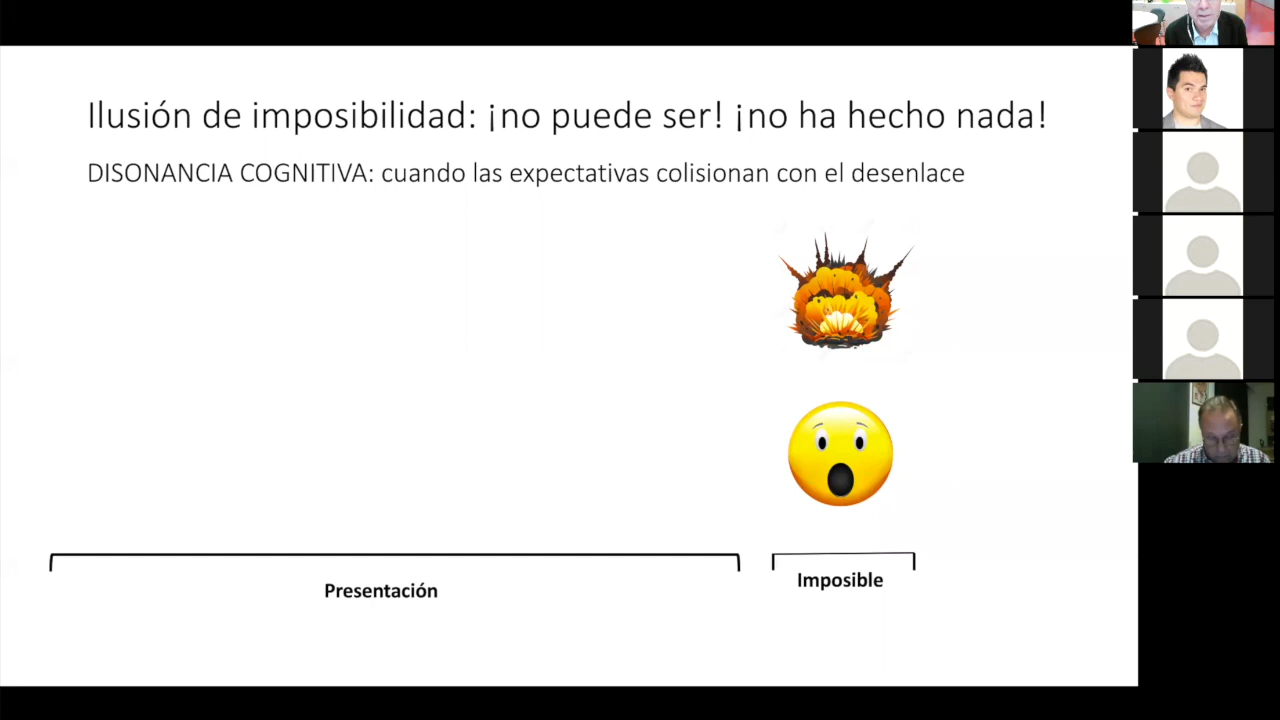 Ilusión de imposibilidad: ¡no puede ser! ¡no ha hecho nada!
DISONANCIA COGNITIVA: cuando las expectativas colisionan con el desenlace
Presentación
Imposible